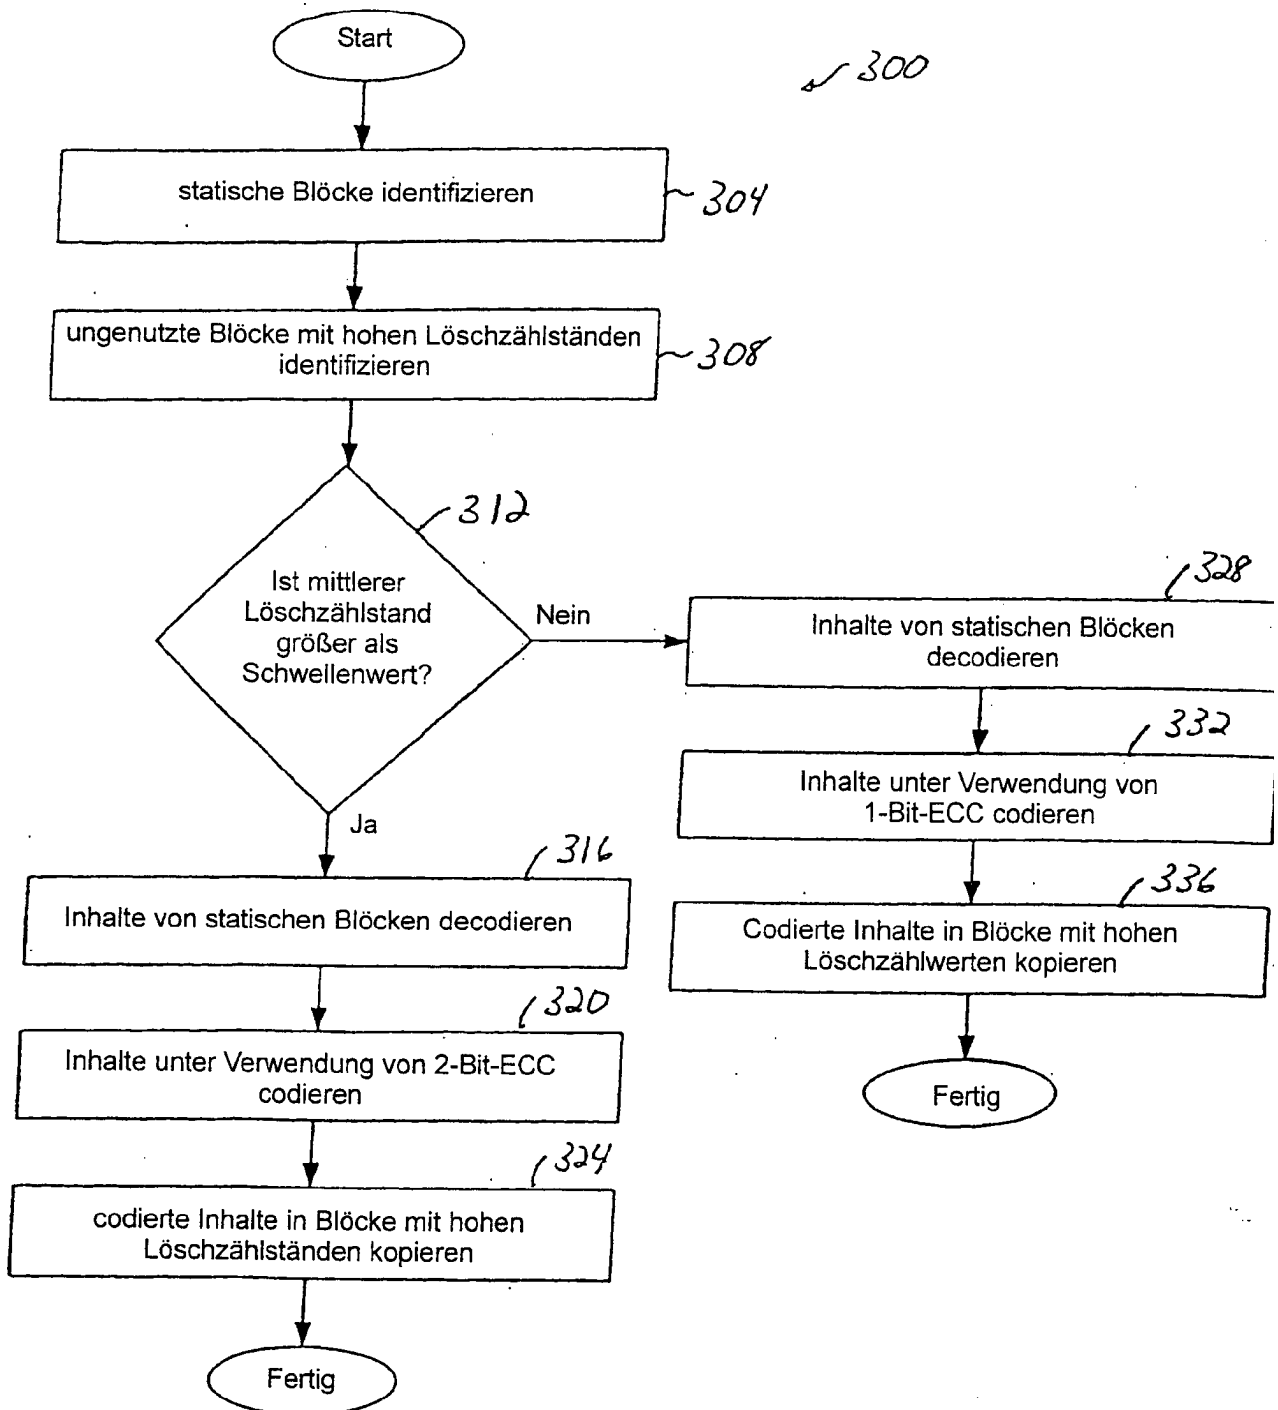 Start
300
statische Blöcke identifizieren
304
ungenutzte Blöcke mit hohen Löschzählständen
identifizieren
308
312
Ist mittlerer
Löschzählstand
größer als
Schwellenwert?
Nein
328
Inhalte von statischen Blöcken
decodieren
332
Inhalte unter Verwendung von
1-Bit-ECC codieren
336
Codierte Inhalte in Blöcke mit hohen
Löschzählwerten kopieren
Fertig
Ja
316
Inhalte von statischen Blöcken decodieren
320
Inhalte unter Verwendung von 2-Bit-ECC
codieren
324
codierte Inhalte in Blöcke mit hohen
Löschzählständen kopieren
Fertig